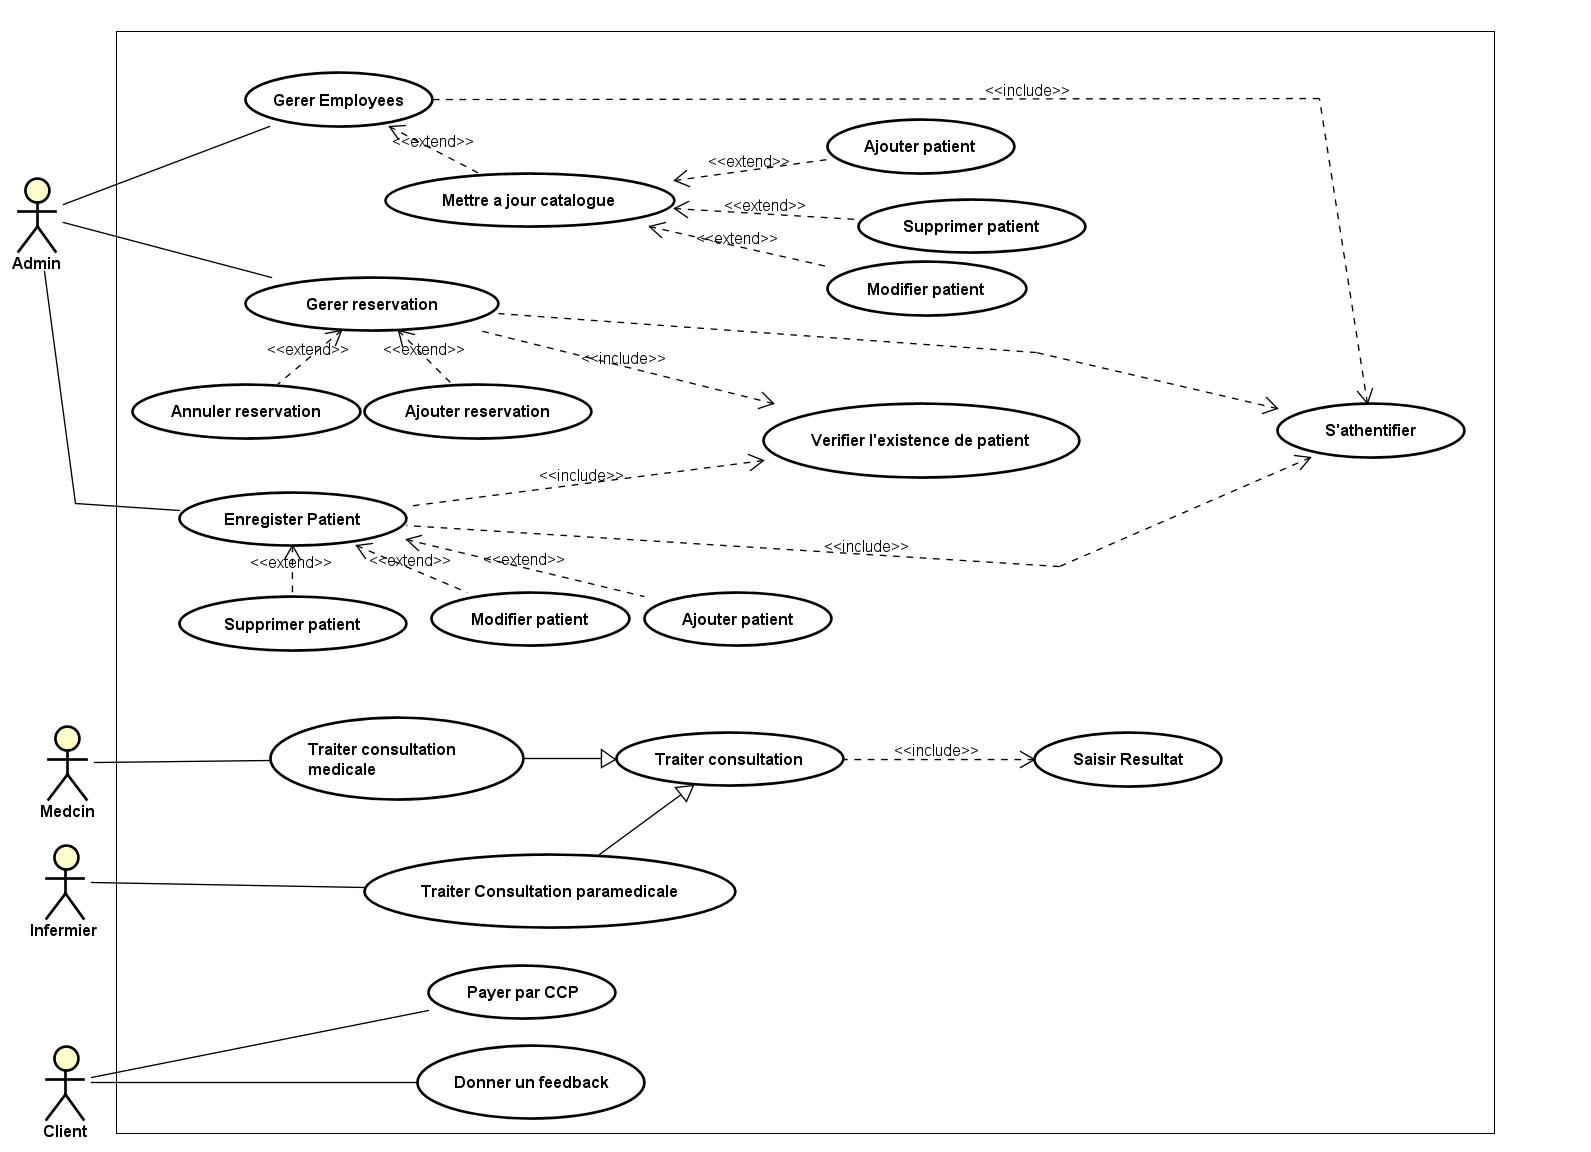 <<include>>
Gerer Employees
<<extend>>
Ajouter patient
<<extend>>
Mettre a jour catalogue
<<extend>>
Supprimer patient
<<extend>>
Admin
Modifier patient
Gerer reservation
<<extend>>
<<extend>>
<<include>>
Annuler reservation
Ajouter reservation
Verifier l'existence de patient
S'athentifier
<<include>>
Enregister Patient
<<include>>
<<extend>>
<<extend>>
<<extend>>
Supprimer patient
Modifier patient
Ajouter patient
Traiter consultation
medicale
Traiter consultation
<<include>>
Saisir Resultat
Medcin
Traiter Consultation paramedicale
Infermier
Payer par CCP
Donner un feedback
Client